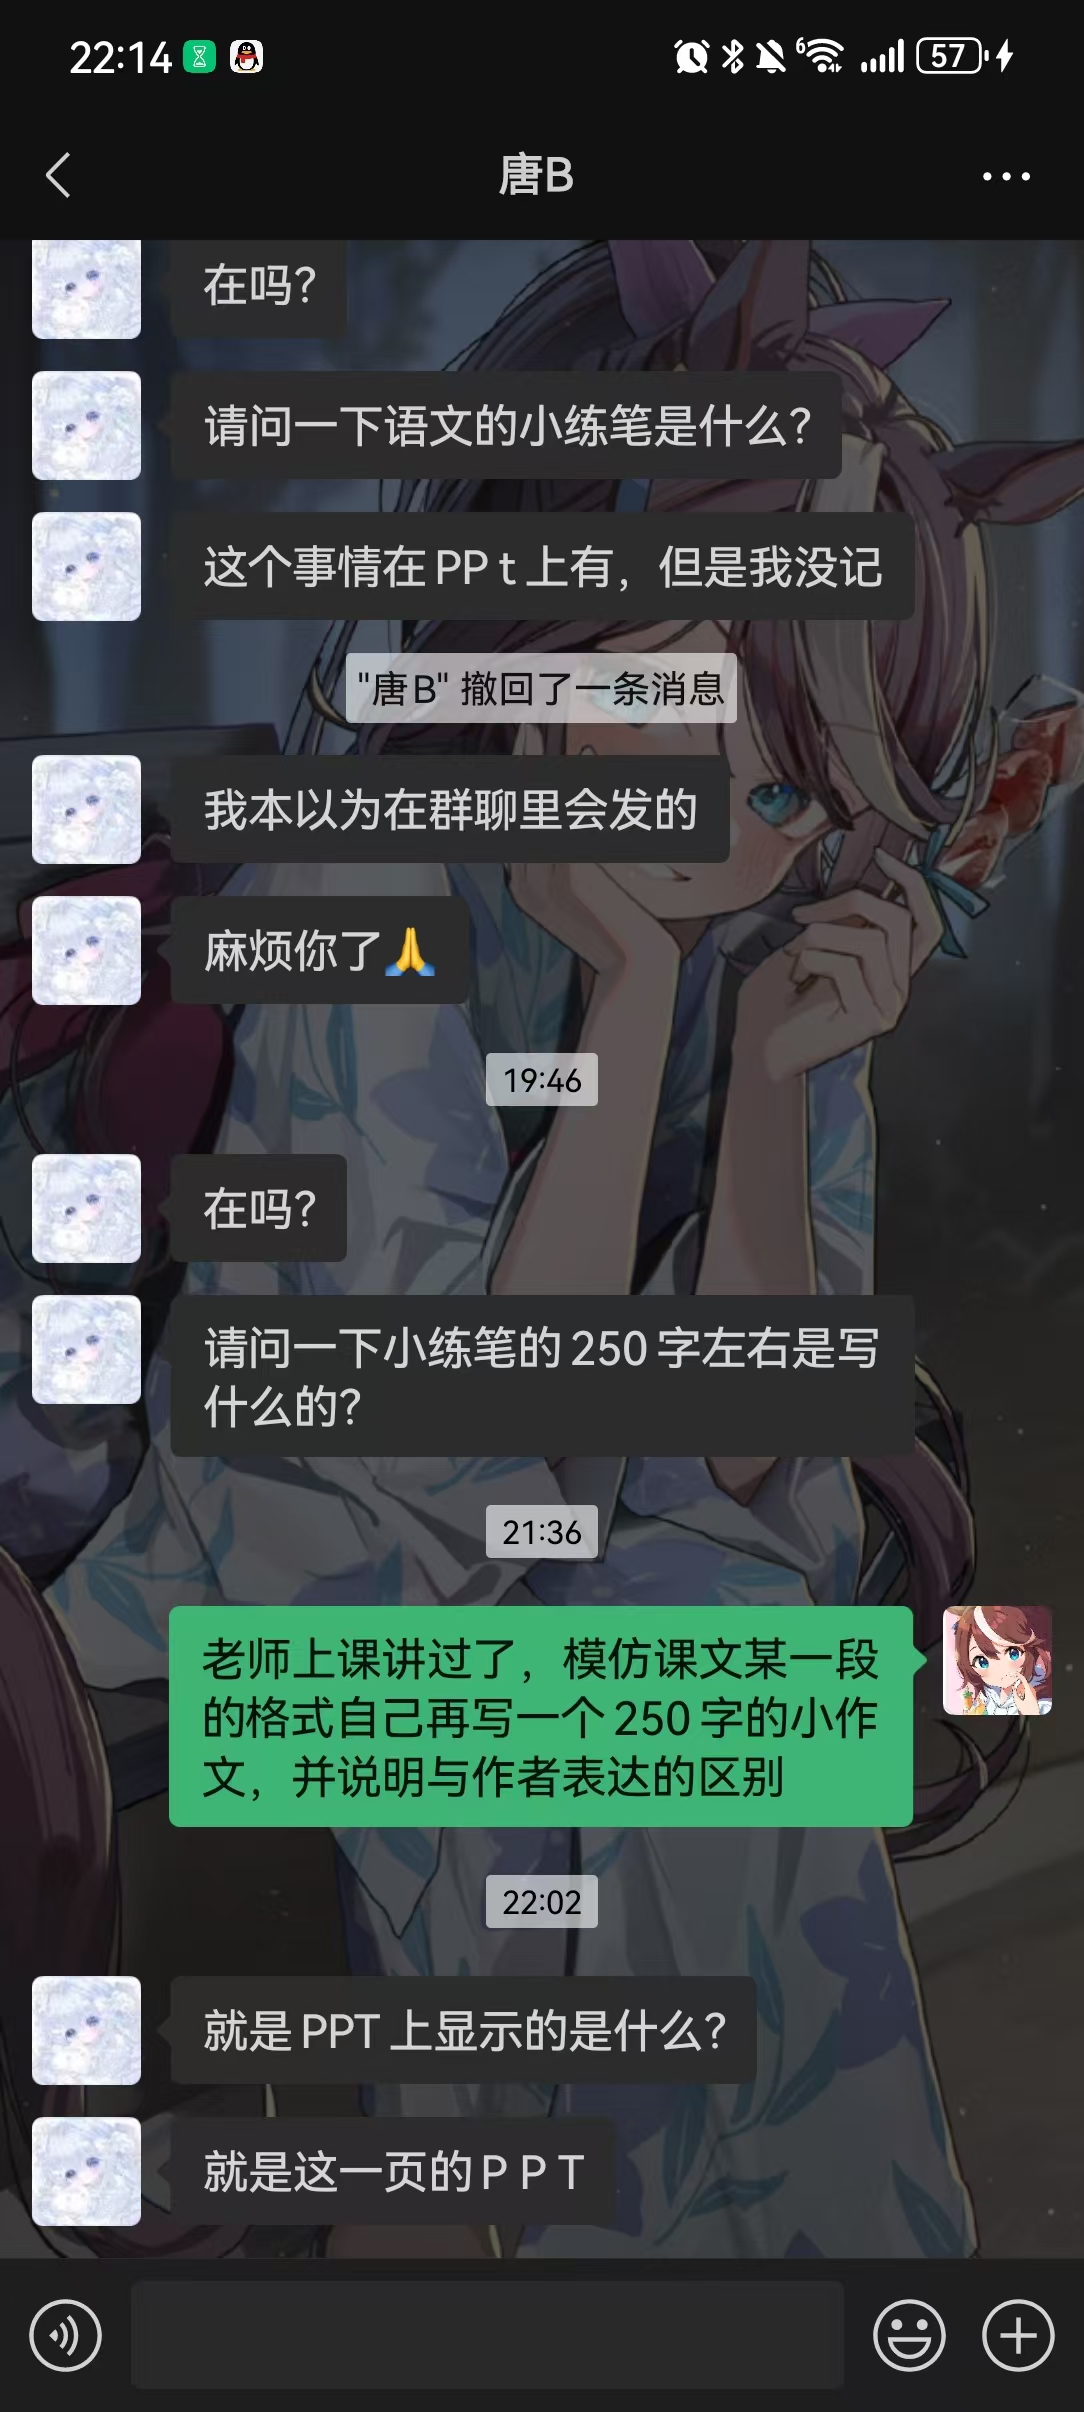 22:14
6
57
唐B
在吗？
请问一下语文的小练笔是什么？
这个事情在PP t上有，但是我没记
"唐B" 撤回了一条消息
我本以为在群聊里会发的
麻烦你了🙏
19:46
在吗？
请问一下小练笔的250字左右是写
什么的？
21:36
老师上课讲过了，模仿课文某一段
的格式自己再写一个250字的小作
文，并说明与作者表达的区别
22:02
就是PPT上显示的是什么？
就是这一页的P P T